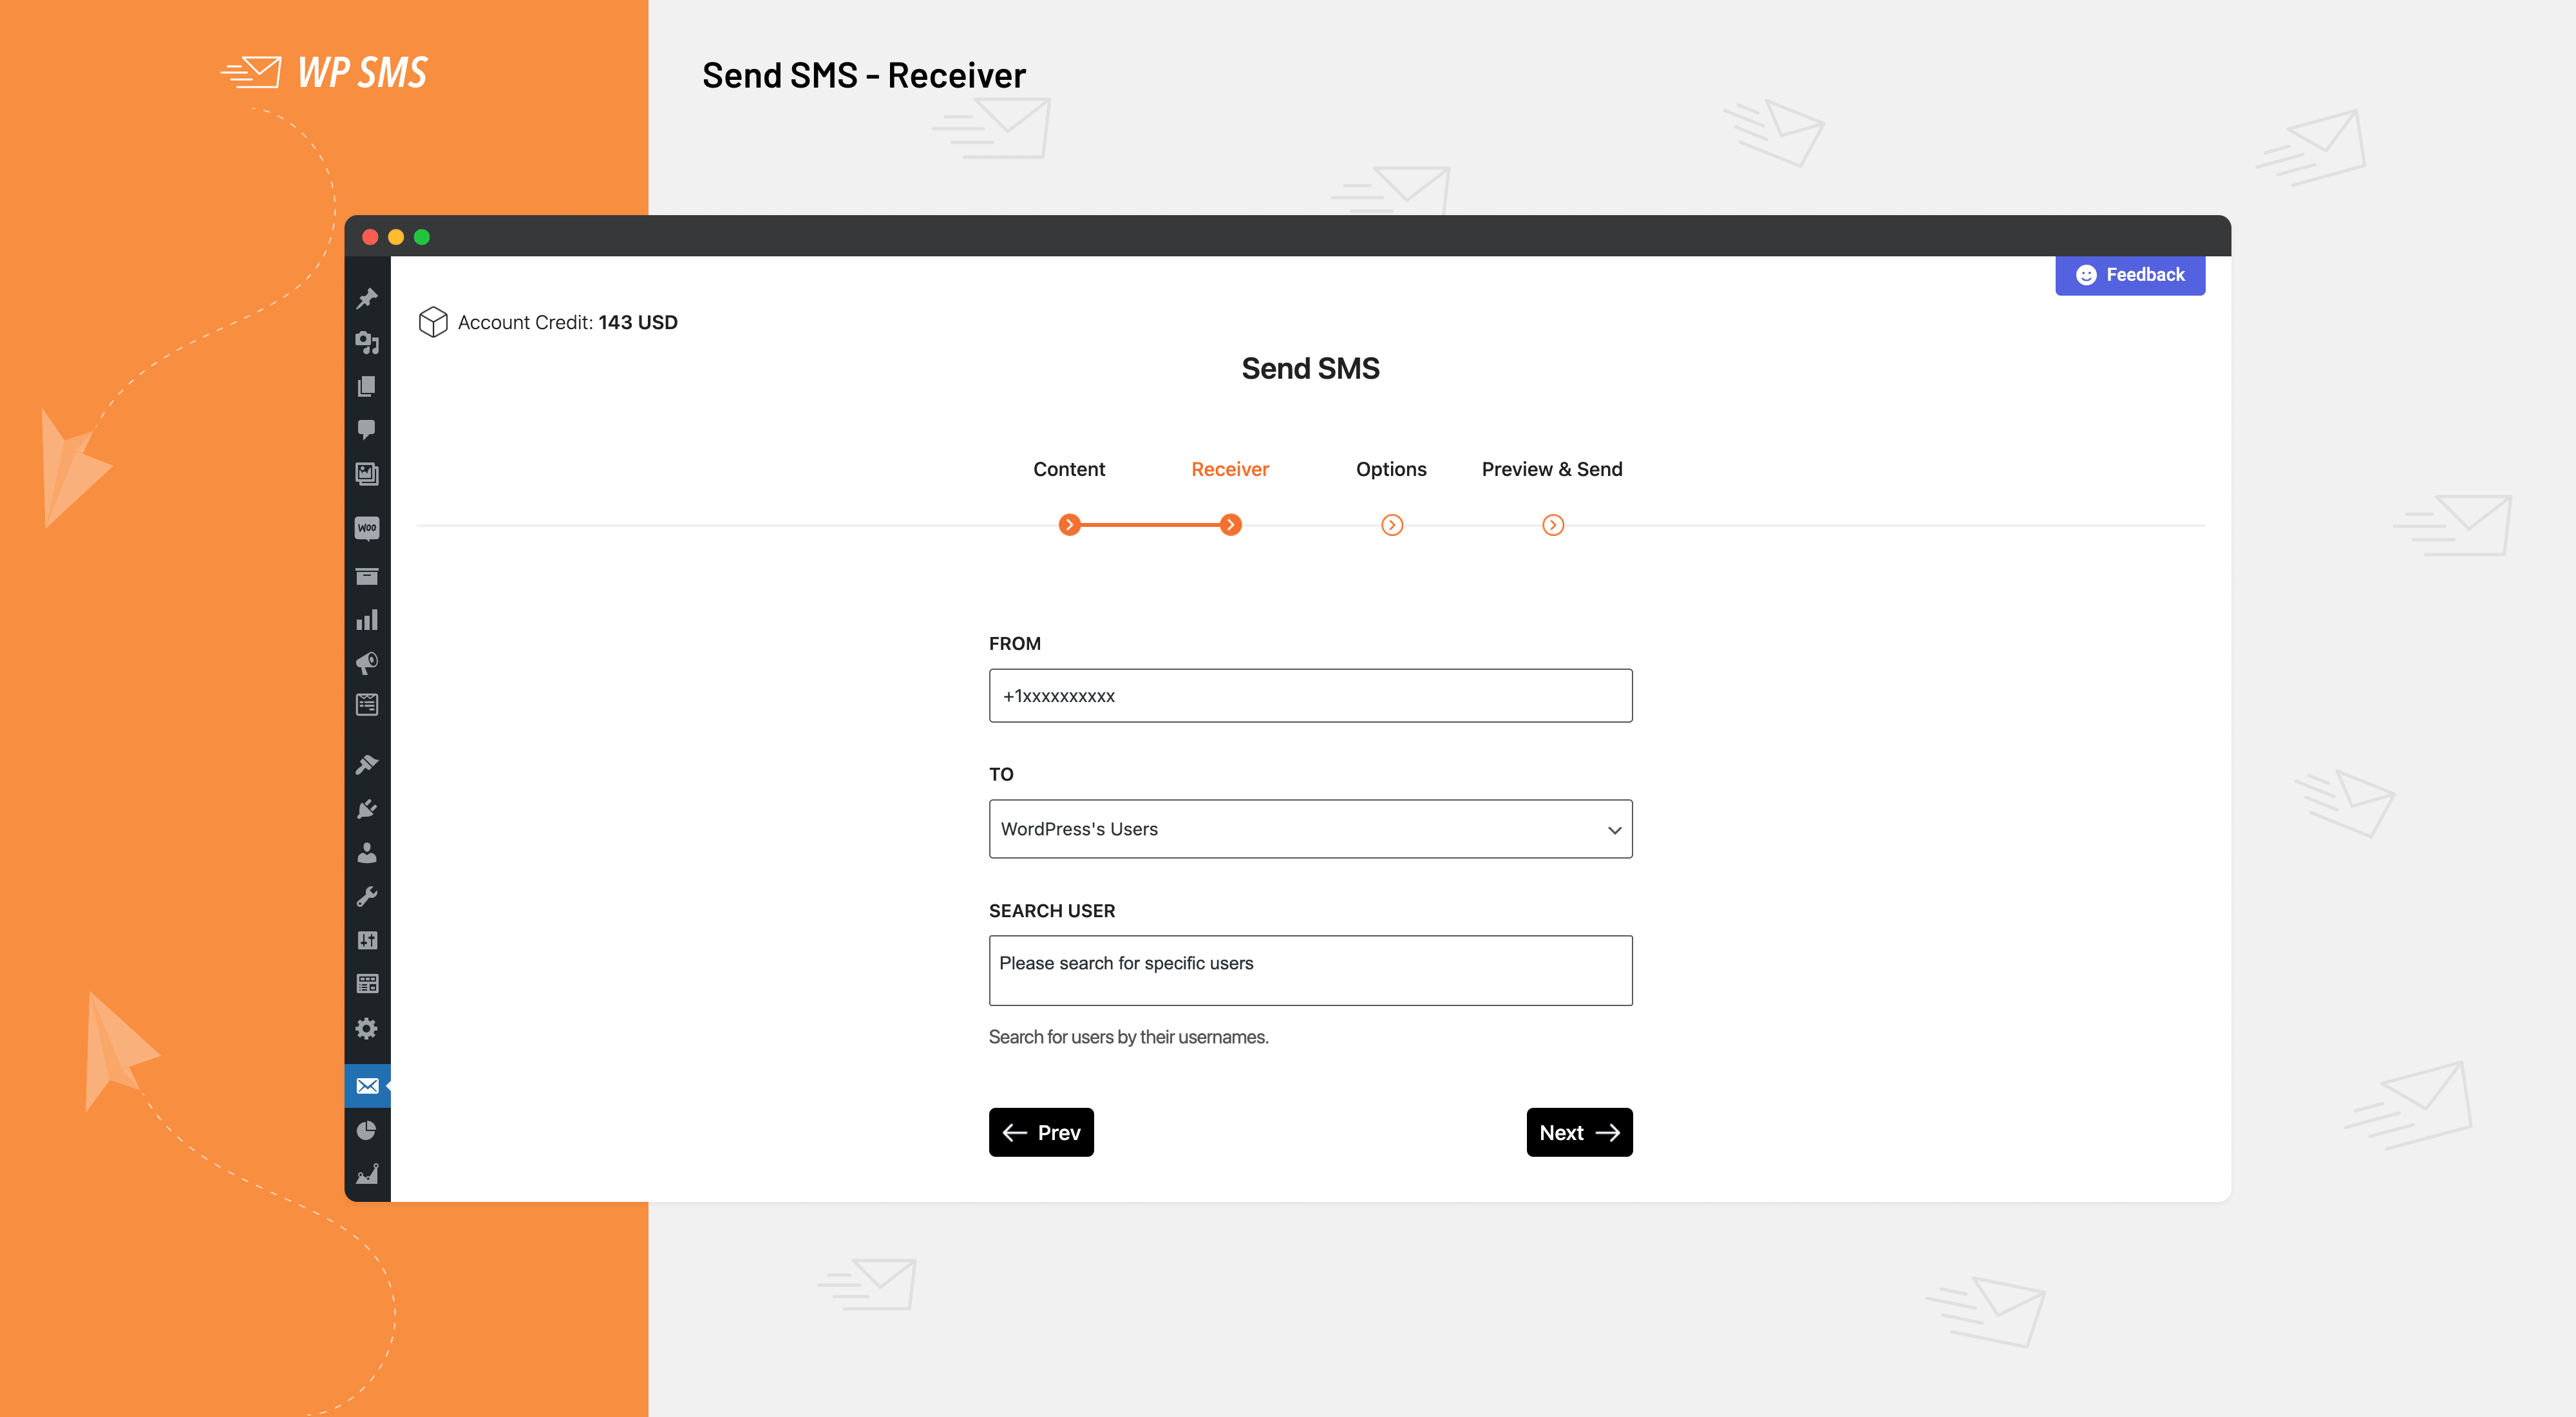 WP SMS
Send SMS - Receiver
Feedback
Account Credit: 143 USD
Send SMS
Content
Receiver
Options
Preview & Send
Woo
FROM
+1xxxxxxxxxx
TO
WordPress's Users
SEARCH USER
Please search for specific users
Search for users by their usernames.
Prev
Next